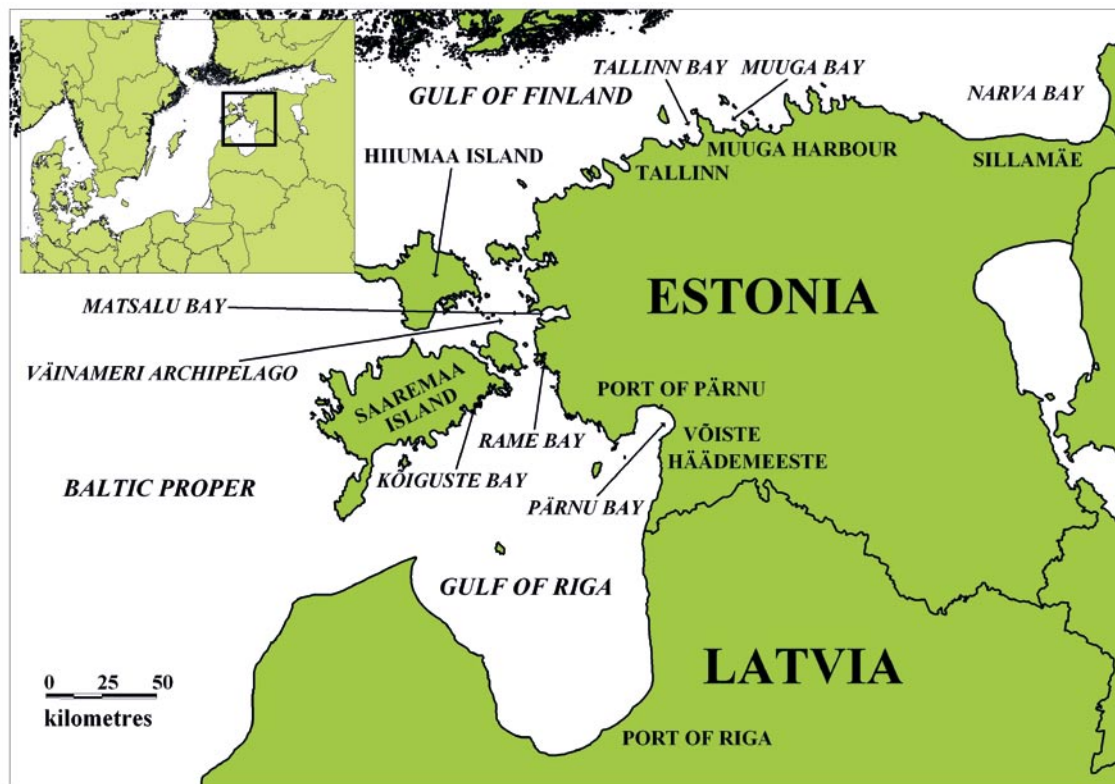 TALLINN BAY
MUUGA BAY
GULF OF FINLAND
NARVA BAY
HIIUMAA ISLAND
MUUGA HARBOUR
TALLINN
SILLAMÄE
MATSALU BAY
ESTONIA
VÄINAMERI ARCHIPELAGO
PORT OF PÄRNU
SAAREMAA
ISLAND
RAME BAY
VÕISTE
HÄÄDEMEESTE
KÕIGUSTE BAY
BALTIC PROPER
PÄRNU BAY
GULF OF RIGA
LATVIA
0 25 50
kilometres
PORT OF RIGA